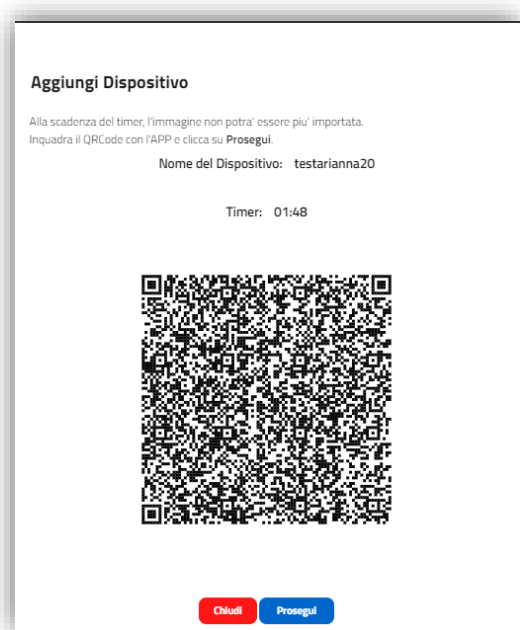 Aggiungi Dispositivo
Alla scadenza del timer, l'immagine non potra' essere piu' importata.
Inquadra il QRCode con l'APP e clicca su Prosegui.
Nome del Dispositivo: testarianna20
Timer: 01:48
Chiudi Prosegui